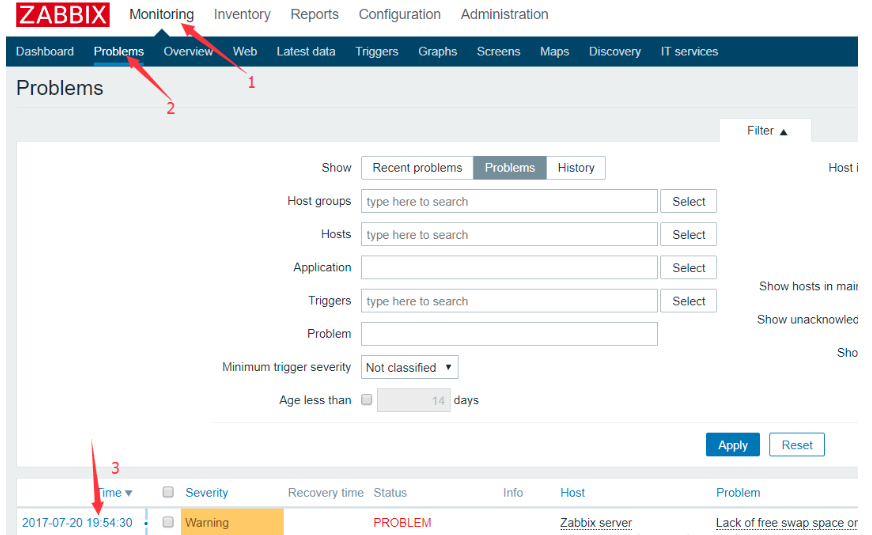 ZABBIX Monitoring Inventory Reports Configuration Administration
Dashboard Problems Overview Web Latest data Triggers Graphs Screens Maps Discovery IT services
1
2
Problems
Filter ▲
Show Recent problems Problems History Host i
Host groups type here to search Select
Hosts type here to search Select
Application Select
Show hosts in mai
Triggers type here to search Select
Show unacknowled
Problem
Sho
Minimum trigger severity Not classified ▼
Age less than 14 days
Apply Reset
3
Time ▼ Severity Recovery time Status Info Host Problem
2017-07-20 19:54:30 Warning PROBLEM Zabbix server Lack of free swap space on